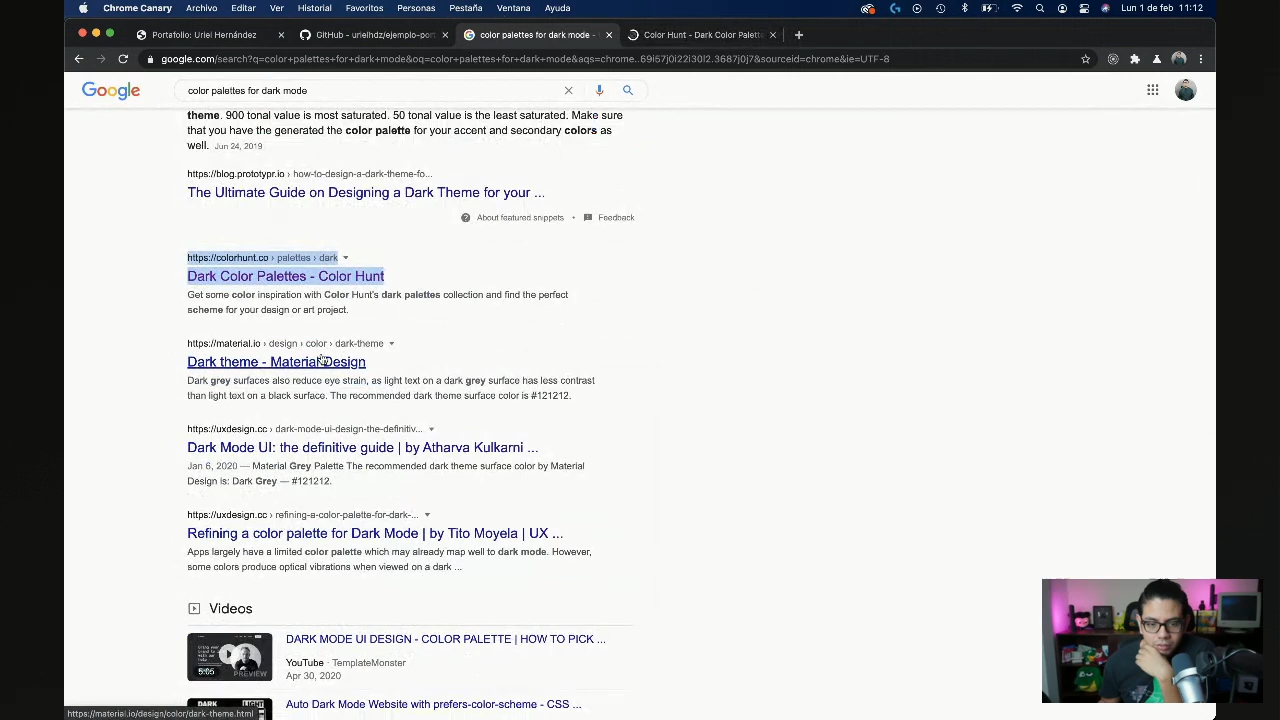 Chrome Canary Archivo Editar Ver Historial Favoritos Personas Pestaña Ventana Ayuda Lun 1 de feb 11:12
Portafolio: Uriel Hernández GitHub - urielhdz/ejemplo-port color palettes for dark mode - Color Hunt - Dark Color Palette
google.com/search?q=color+palettes+for+dark+mode&oq=color+palettes+for+dark+mode&aqs=chrome..69i57j0i22i30l2.3687j0j7&sourceid=chrome&ie=UTF-8
Google color palettes for dark mode
theme. 900 tonal value is most saturated. 50 tonal value is the least saturated. Make sure
that you have the generated the color palette for your accent and secondary colors as
well. Jun 24, 2019
https://blog.prototypr.io › how-to-design-a-dark-theme-fo...
The Ultimate Guide on Designing a Dark Theme for your ...
About featured snippets • Feedback
https://colorhunt.co › palettes › dark
Dark Color Palettes - Color Hunt
Get some color inspiration with Color Hunt's dark palettes collection and find the perfect
scheme for your design or art project.
https://material.io › design › color › dark-theme
Dark theme - Material Design
Dark grey surfaces also reduce eye strain, as light text on a dark grey surface has less contrast
than light text on a black surface. The recommended dark theme surface color is #121212.
https://uxdesign.cc › dark-mode-ui-design-the-definitiv...
Dark Mode UI: the definitive guide | by Atharva Kulkarni ...
Jan 6, 2020 — Material Grey Palette The recommended dark theme surface color by Material
Design is: Dark Grey — #121212.
https://uxdesign.cc › refining-a-color-palette-for-dark-...
Refining a color palette for Dark Mode | by Tito Moyela | UX ...
Apps largely have a limited color palette which may already map well to dark mode. However,
some colors produce optical vibrations when viewed on a dark ...
Videos
DARK MODE UI DESIGN - COLOR PALETTE | HOW TO PICK ...
YouTube · TemplateMonster
Apr 30, 2020
5:05 PREVIEW
Auto Dark Mode Website with prefers-color-scheme - CSS ...
DARK LIGHT
https://material.io/design/color/dark-theme.html